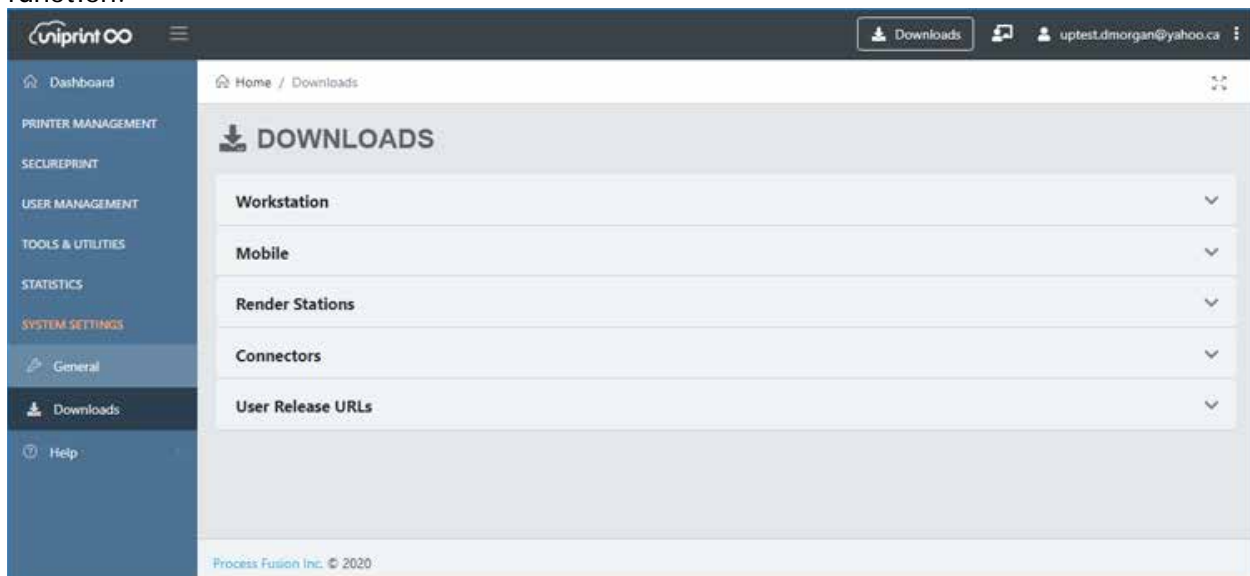 function.
uniprint
Downloads
uptest.dmorgan@yahoo.ca
Dashboard
Home / Downloads
PRINTER MANAGEMENT
DOWNLOADS
SECUREPRINT
USER MANAGEMENT
Workstation
TOOLS & UTILITIES
Mobile
STATISTICS
Render Stations
SYSTEM SETTINGS
General
Connectors
Downloads
User Release URLs
Help
Process Fusion Inc. © 2020